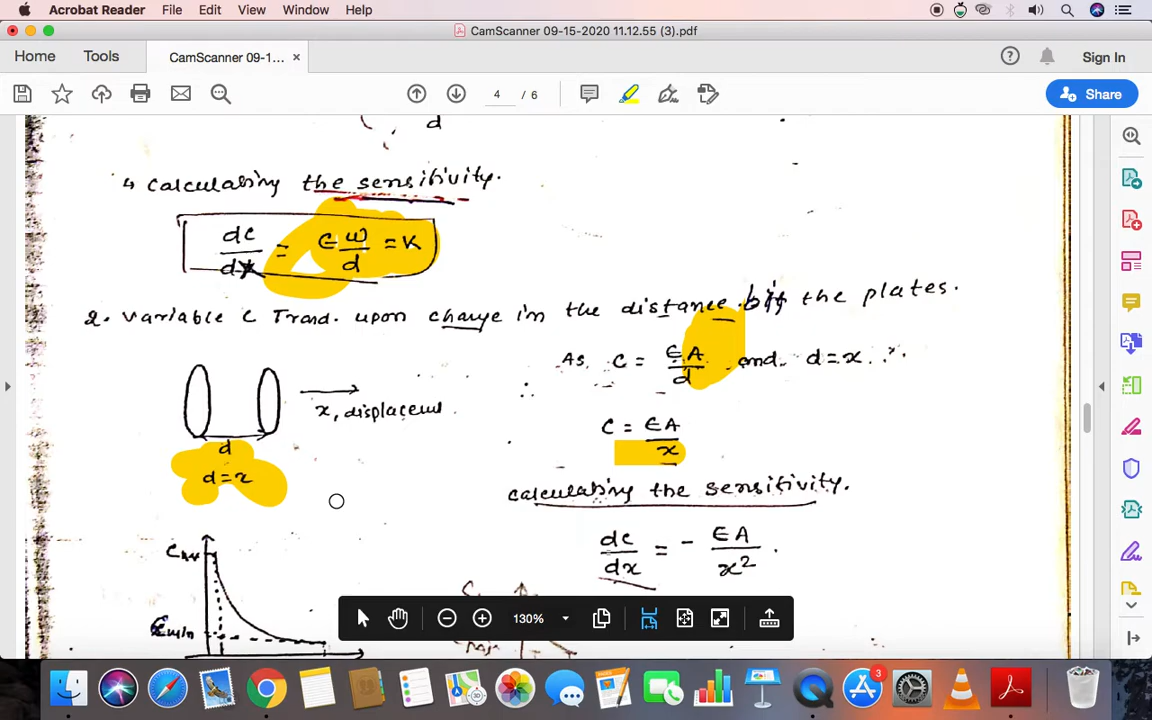 Acrobat Reader File Edit View Window Help
CamScanner 09-15-2020 11.12.55 (3).pdf
Home Tools CamScanner 09-1... × Sign In
4 / 6 Share
d
↳ calculating the sensitivity.
dc/dx = ϵ w/d = K
2. Variable C Trand. upon change in the distance b/w the plates.
As C = ϵA/d and d = x
x, displacement
d
∴ C = ϵA/x
d = x
calculating the sensitivity.
dc/dx = - ϵA/x²
Cmin
130%
3